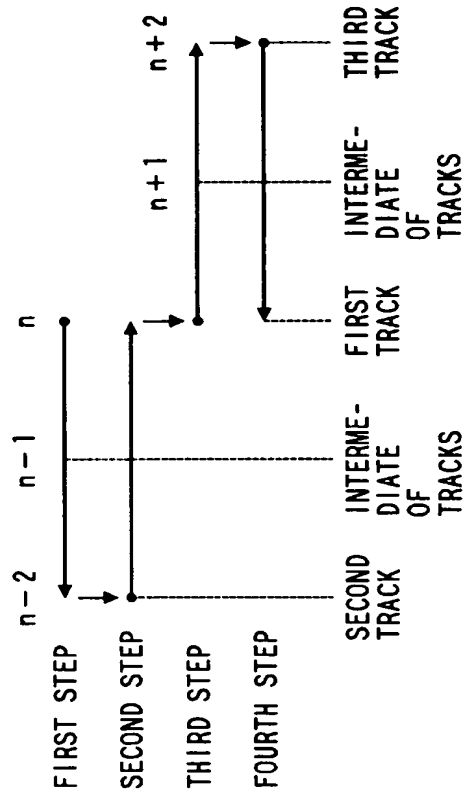 n−2 n−1 n n+1 n+2
FIRST STEP
SECOND STEP
THIRD STEP
FOURTH STEP
SECOND
TRACK
INTERME-
DIATE
OF
TRACKS
FIRST
TRACK
INTERME-
DIATE
OF
TRACKS
THIRD
TRACK